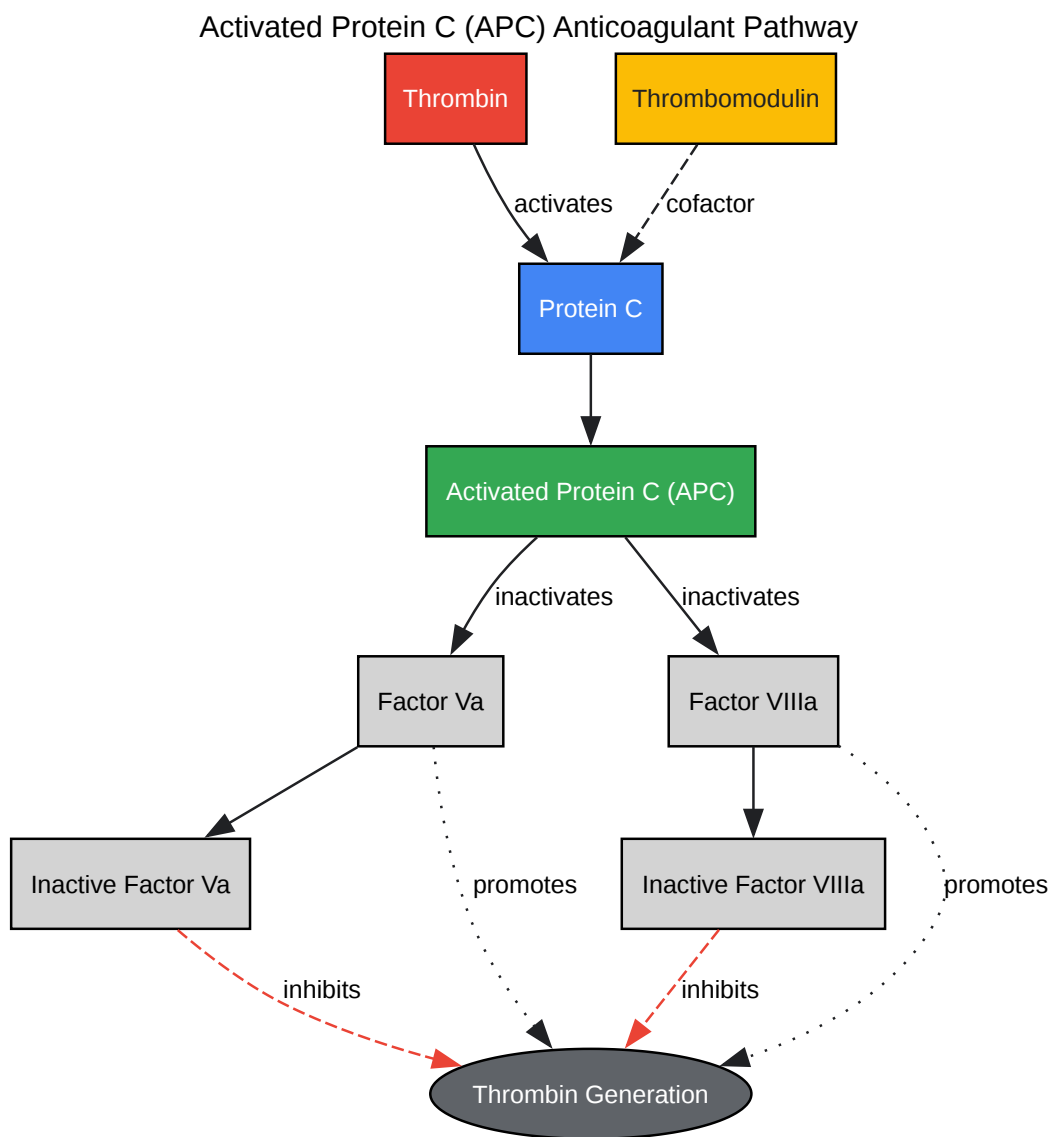 Activated Protein C (APC) Anticoagulant Pathway
Thrombin
Thrombomodulin
activates
cofactor
Protein C
Activated Protein C (APC)
inactivates
inactivates
Factor Va
Factor VIIIa
Inactive Factor Va
promotes
Inactive Factor VIIIa
promotes
inhibits
inhibits
Thrombin Generation